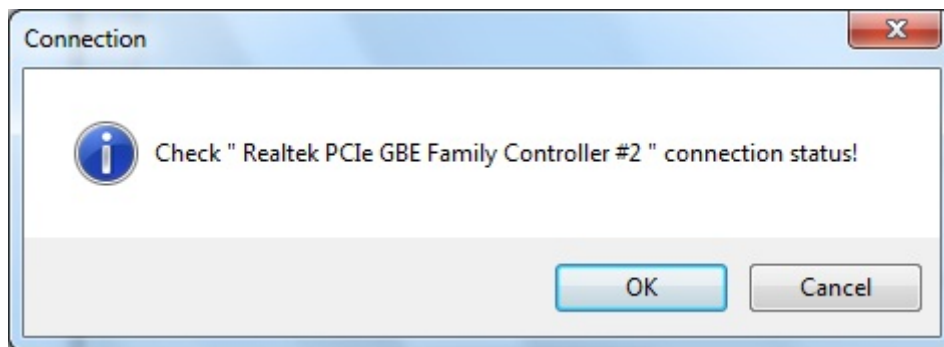 Connection
Check " Realtek PCIe GBE Family Controller #2 " connection status!
OK
Cancel